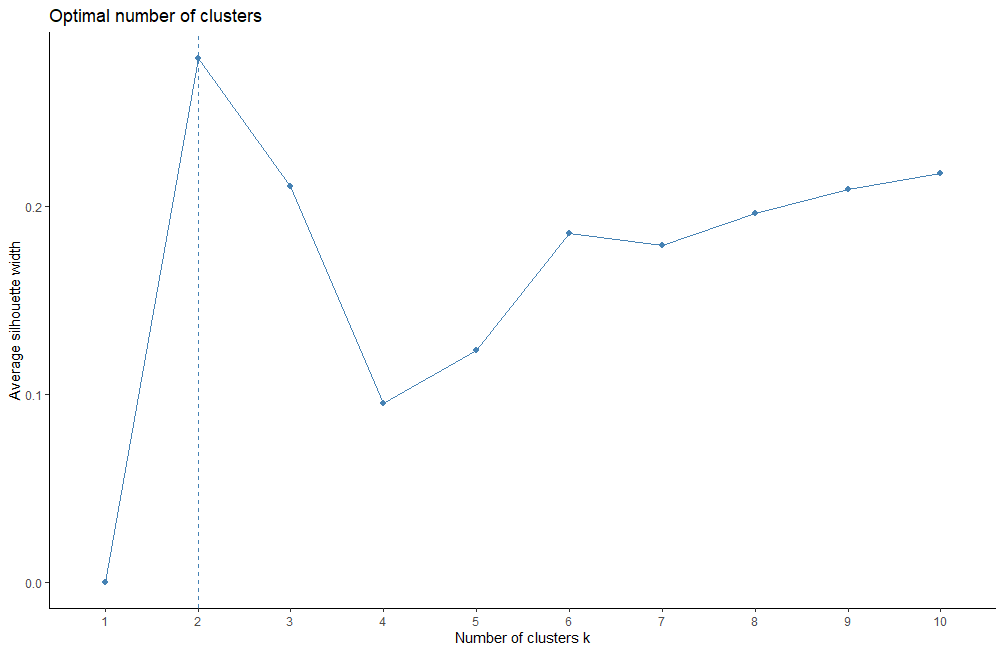 Optimal number of clusters
Average silhouette width
0.2
0.1
0.0
1 2 3 4 5 6 7 8 9 10
Number of clusters k